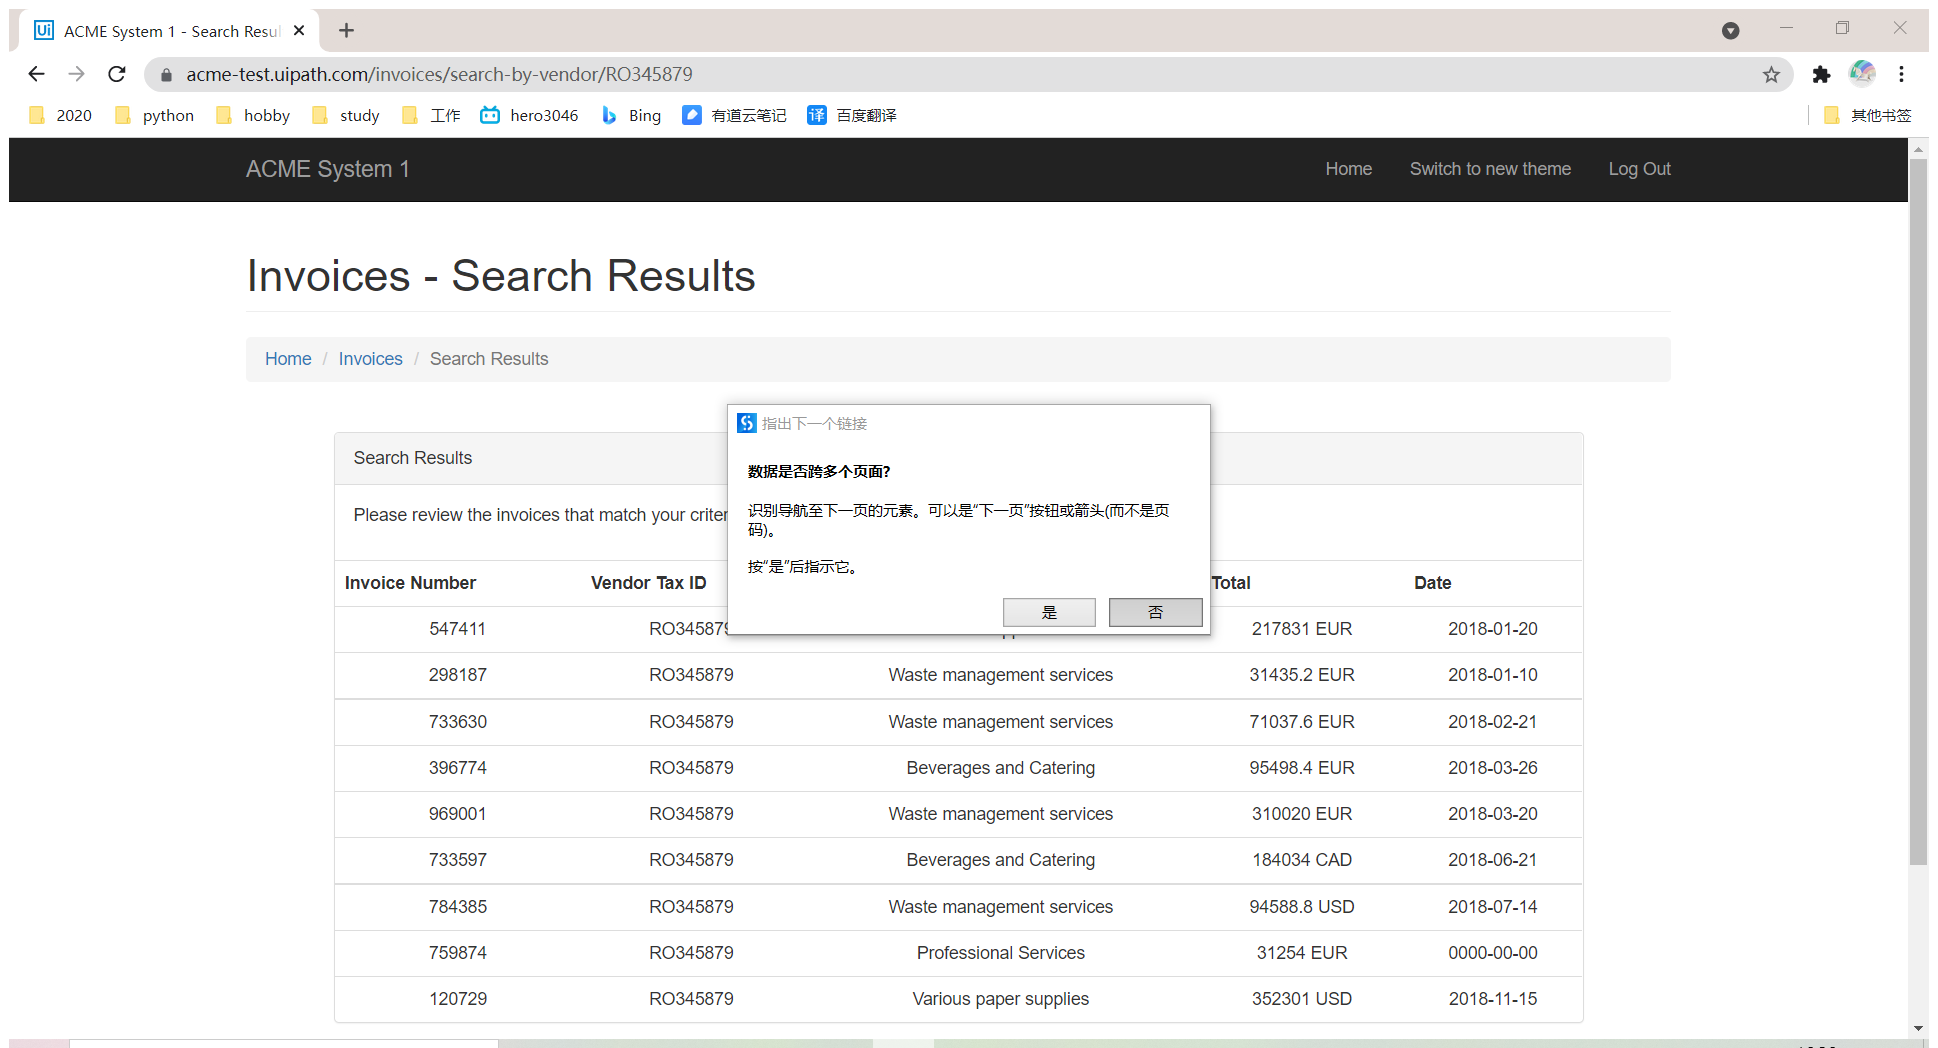 ACME System 1 - Search Resul
acme-test.uipath.com/invoices/search-by-vendor/RO345879
2020 python hobby study 工作 hero3046 Bing 有道云笔记 译 百度翻译 其他书签
ACME System 1 Home Switch to new theme Log Out
Invoices - Search Results
Home / Invoices / Search Results
指出下一个链接
数据是否跨多个页面?
识别导航至下一页的元素。可以是“下一页”按钮或箭头(而不是页
码)。
按“是”后指示它。
是 否
Search Results
Please review the invoices that match your criter
Invoice Number Vendor Tax ID Total Date
547411 RO345879 217831 EUR 2018-01-20
298187 RO345879 Waste management services 31435.2 EUR 2018-01-10
733630 RO345879 Waste management services 71037.6 EUR 2018-02-21
396774 RO345879 Beverages and Catering 95498.4 EUR 2018-03-26
969001 RO345879 Waste management services 310020 EUR 2018-03-20
733597 RO345879 Beverages and Catering 184034 CAD 2018-06-21
784385 RO345879 Waste management services 94588.8 USD 2018-07-14
759874 RO345879 Professional Services 31254 EUR 0000-00-00
120729 RO345879 Various paper supplies 352301 USD 2018-11-15